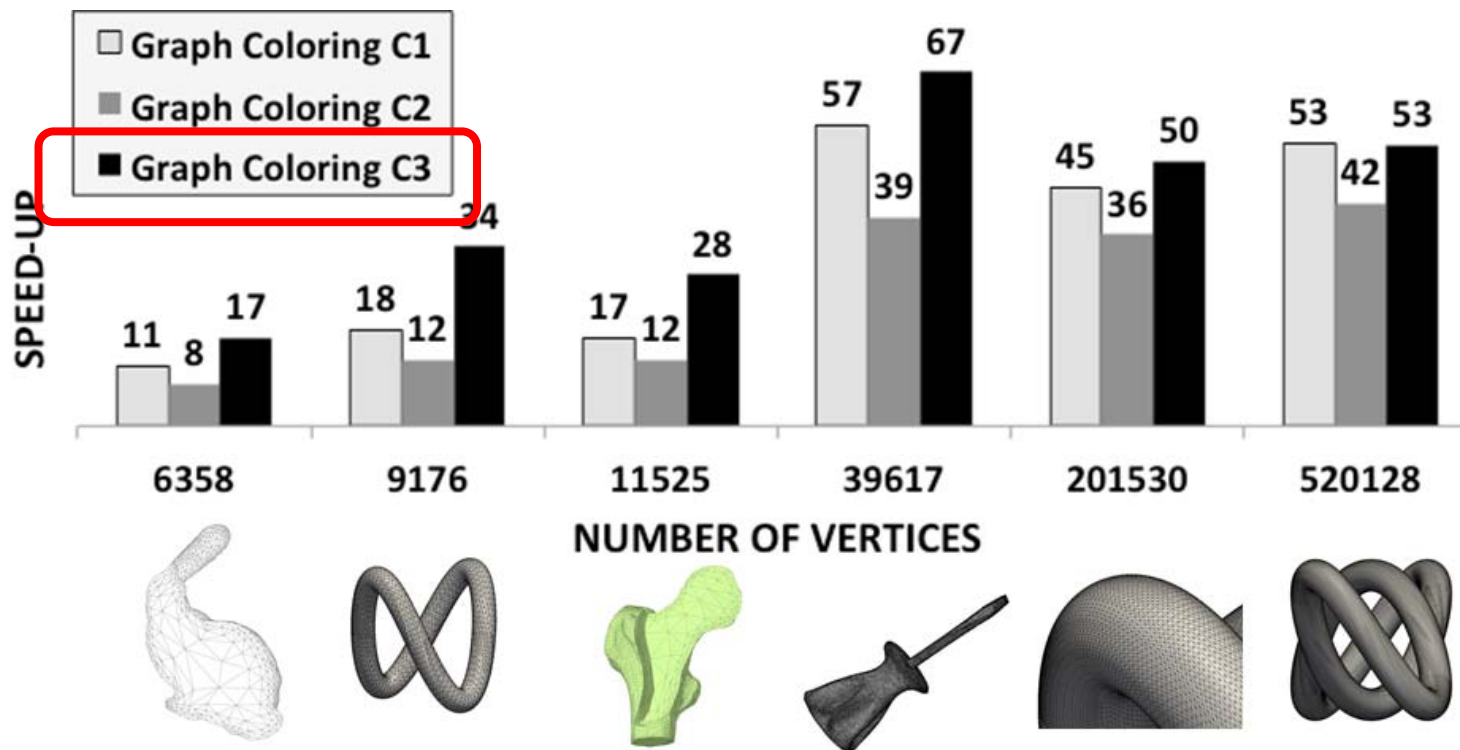 Graph Coloring C1
Graph Coloring C2
Graph Coloring C3
SPEED-UP
11 8 17
18 12 34
17 12 28
57 39 67
45 36 50
53 42 53
6358 9176 11525 39617 201530 520128
NUMBER OF VERTICES